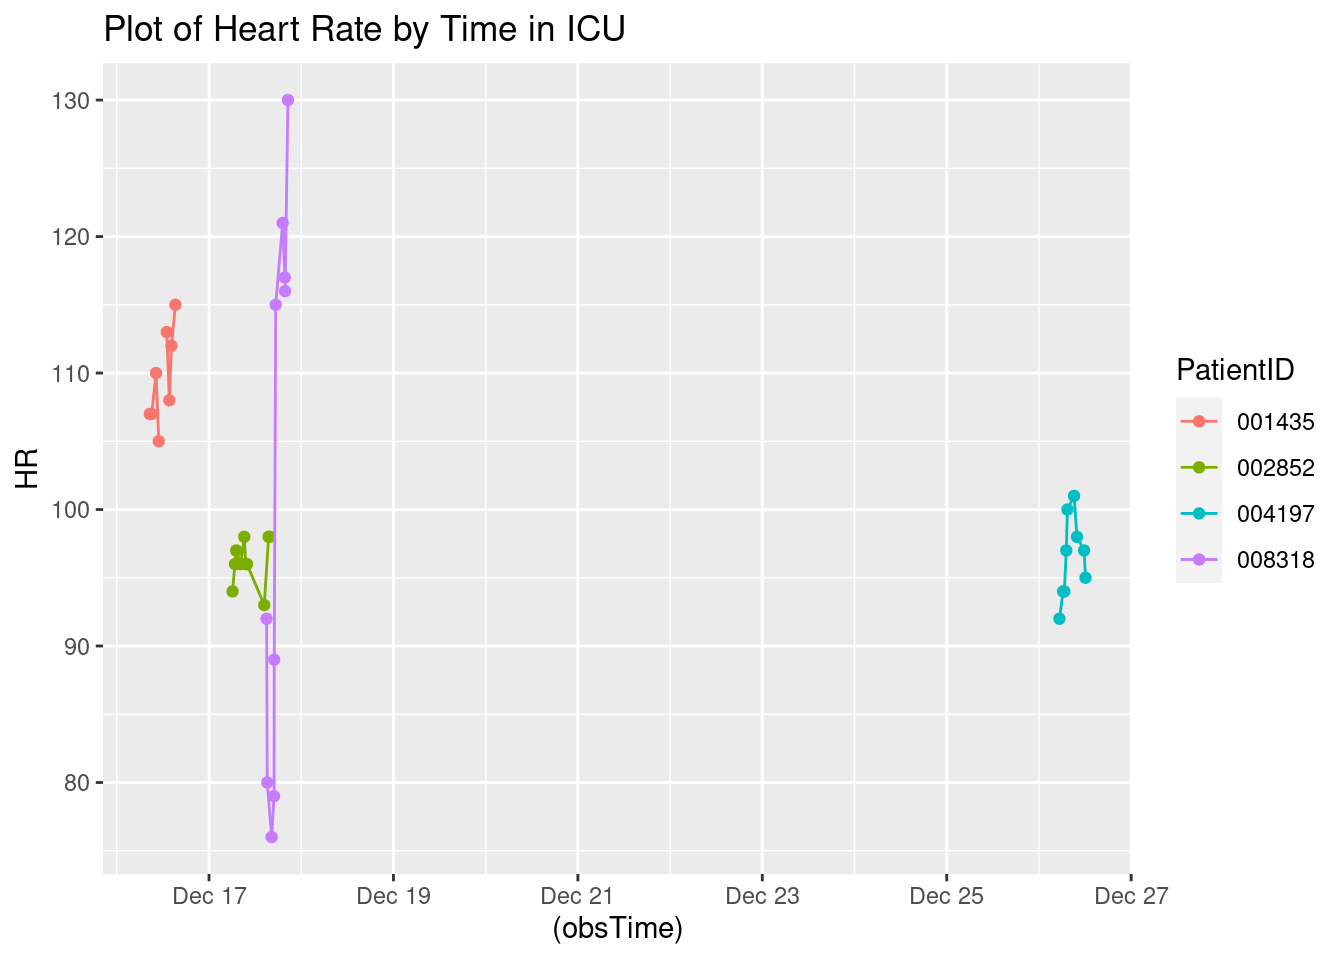 Plot of Heart Rate by Time in ICU
130
120
110
100
90
80
HR
Dec 17
Dec 19
Dec 21
Dec 23
Dec 25
Dec 27
(obsTime)
PatientID
001435
002852
004197
008318